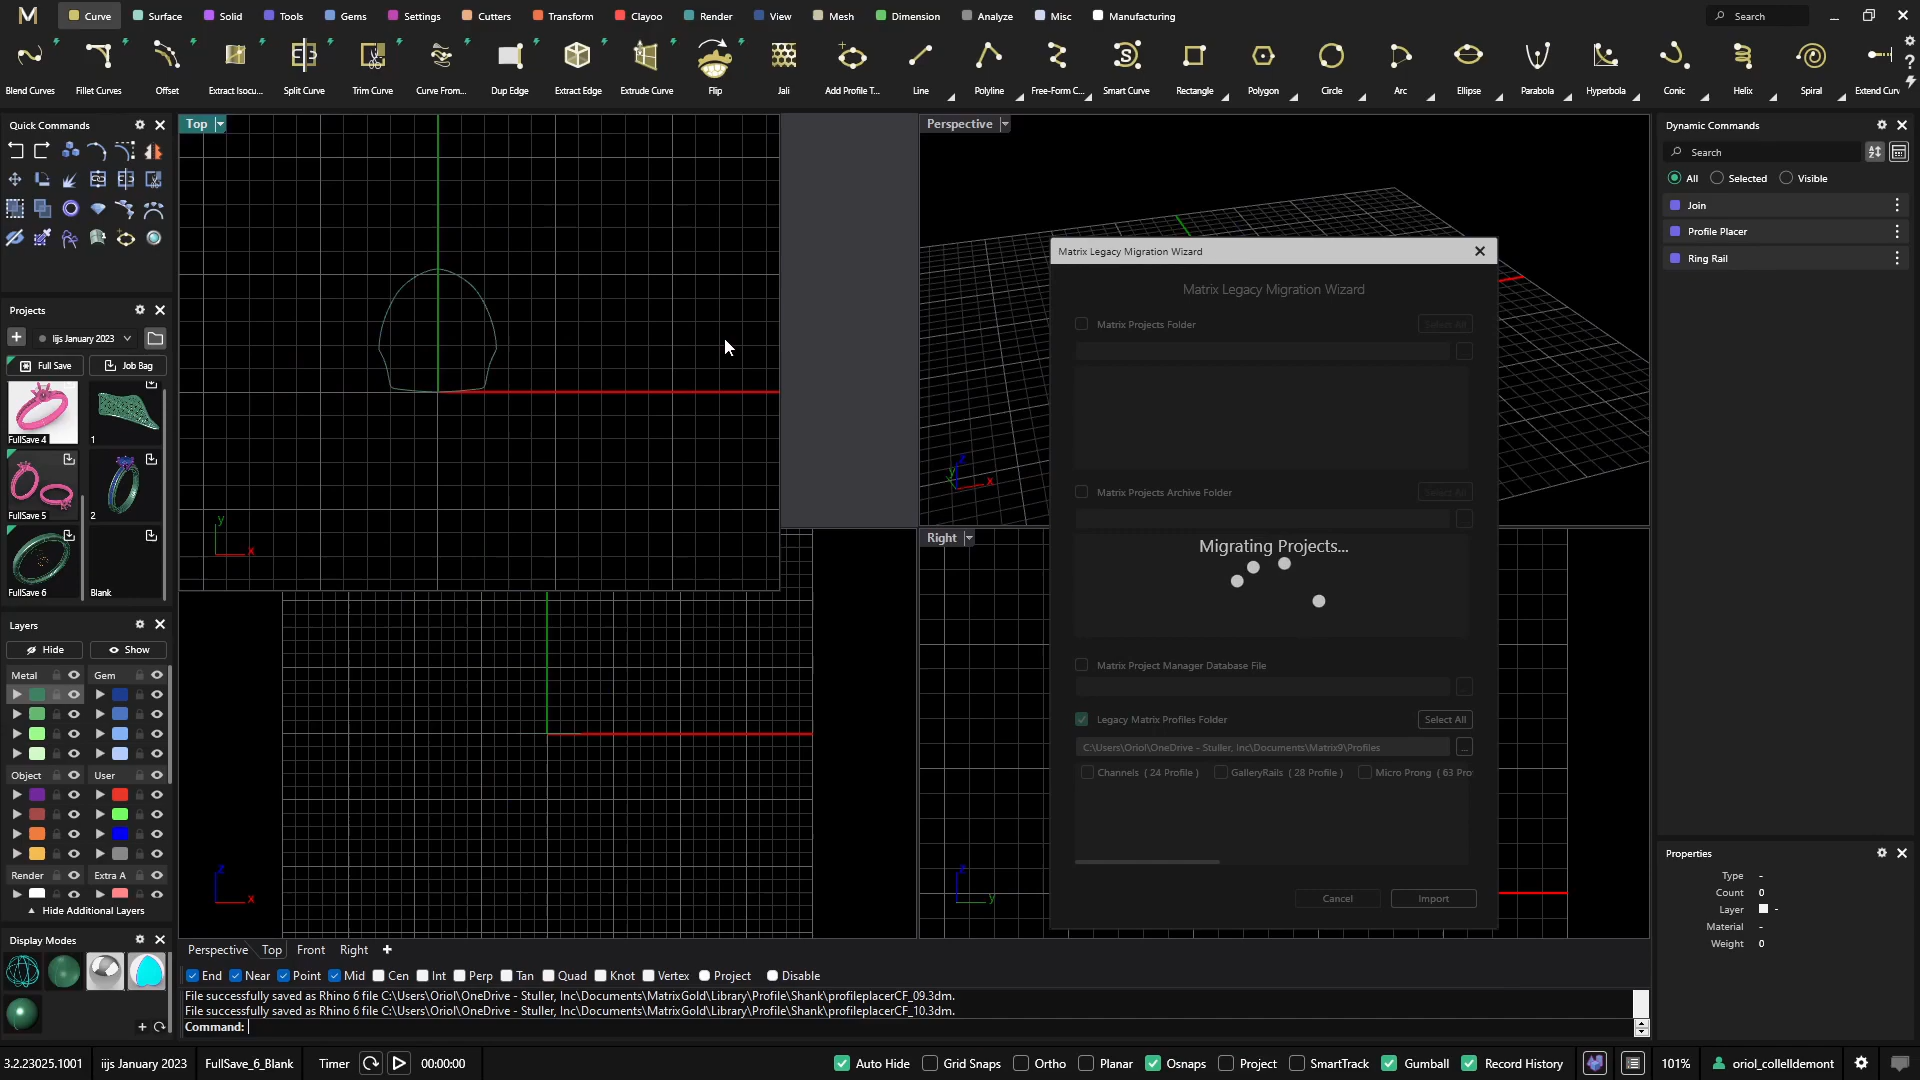 Curve
Surface
Solid
Tools
Gems
Settings
Cutters
Transform
Clayoo
Render
View
Mesh
Dimension
Analyze
Misc
Manufacturing
Search
Blend Curves
Fillet Curves
Offset
Extract Isocu...
Split Curve
Trim Curve
Curve From...
Dup Edge
Extract Edge
Extrude Curve
Flip
Jali
Add Profile T...
Line
Polyline
Free-Form C...
Smart Curve
Rectangle
Polygon
Circle
Arc
Ellipse
Parabola
Hyperbola
Conic
Helix
Spiral
Extend Curv
Quick Commands
Projects
Iijs January 2023
Full Save
Job Bag
FullSave 4
1
FullSave 5
2
FullSave 6
Blank
Layers
Hide
Show
Metal
Gem
Object
User
Render
Extra A
Hide Additional Layers
Display Modes
Top
y
x
z
x
Perspective
z
y
x
Right
z
y
Matrix Legacy Migration Wizard
Matrix Legacy Migration Wizard
Matrix Projects Folder
Select All
Matrix Projects Archive Folder
Select All
Migrating Projects...
Matrix Project Manager Database File
Legacy Matrix Profiles Folder
Select All
C:\Users\Oriol\OneDrive - Stuller, Inc\Documents\Matrix9\Profiles
...
Channels ( 24 Profile )
GalleryRails ( 28 Profile )
Micro Prong ( 63 Pro
Cancel
Import
Dynamic Commands
Search
All
Selected
Visible
Join
Profile Placer
Ring Rail
Properties
Type -
Count 0
Layer -
Material -
Weight 0
Perspective
Top
Front
Right
End
Near
Point
Mid
Cen
Int
Perp
Tan
Quad
Knot
Vertex
Project
Disable
File successfully saved as Rhino 6 file C:\Users\Oriol\OneDrive - Stuller, Inc\Documents\MatrixGold\Library\Profile\Shank\profileplacerCF_09.3dm.
File successfully saved as Rhino 6 file C:\Users\Oriol\OneDrive - Stuller, Inc\Documents\MatrixGold\Library\Profile\Shank\profileplacerCF_10.3dm.
Command:
3.2.23025.1001
iijs January 2023
FullSave_6_Blank
Timer
00:00:00
Auto Hide
Grid Snaps
Ortho
Planar
Osnaps
Project
SmartTrack
Gumball
Record History
101%
oriol_collelldemont